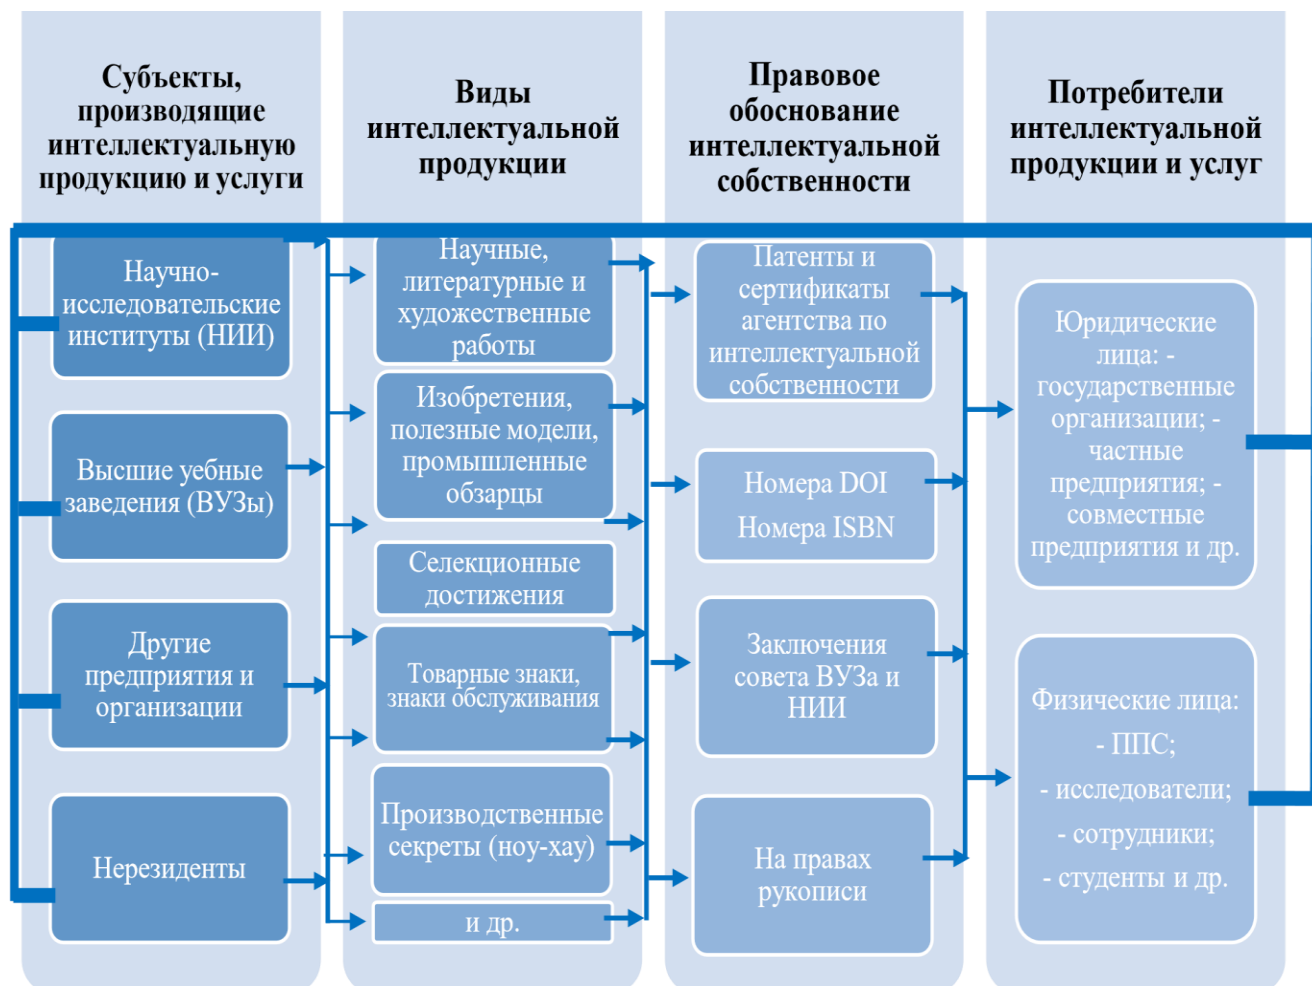 Субъекты,
производящие
интеллектуальную
продукцию и услуги
Научно-
исследовательские
институты (НИИ)
Высшие уебные
заведения (ВУЗы)
Другие
предприятия и
организации
Нерезиденты
Виды
интеллектуальной
продукции
Научные,
литературные и
художественные
работы
Изобретения,
полезные модели,
промышленные
обзарцы
Селекционные
достижения
Товарные знаки,
знаки обслуживания
Производственные
секреты (ноу-хау)
и др.
Правовое
обоснование
интеллектуальной
собственности
Патенты и
сертификаты
агентства по
интеллектуальной
собственности
Номера DOI
Номера ISBN
Заключения
совета ВУЗа и
НИИ
На правах
рукописи
Потребители
интеллектуальной
продукции и услуг
Юридические
лица: -
государственные
организации; -
частные
предприятия; -
совместные
предприятия и др.
Физические лица:
- ППС;
- исследователи;
- сотрудники;
- студенты и др.